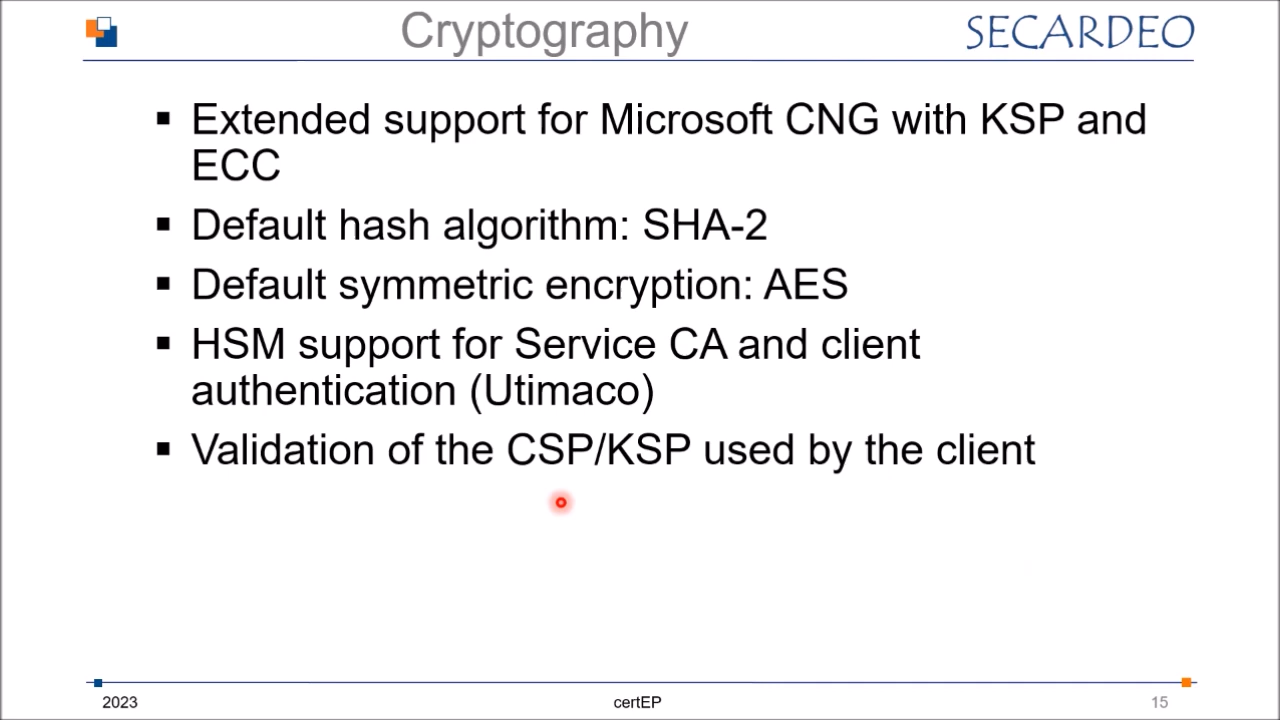 Cryptography
SECARDEO
▪ Extended support for Microsoft CNG with KSP and
ECC
▪ Default hash algorithm: SHA-2
▪ Default symmetric encryption: AES
▪ HSM support for Service CA and client
authentication (Utimaco)
▪ Validation of the CSP/KSP used by the client
2023
certEP
15